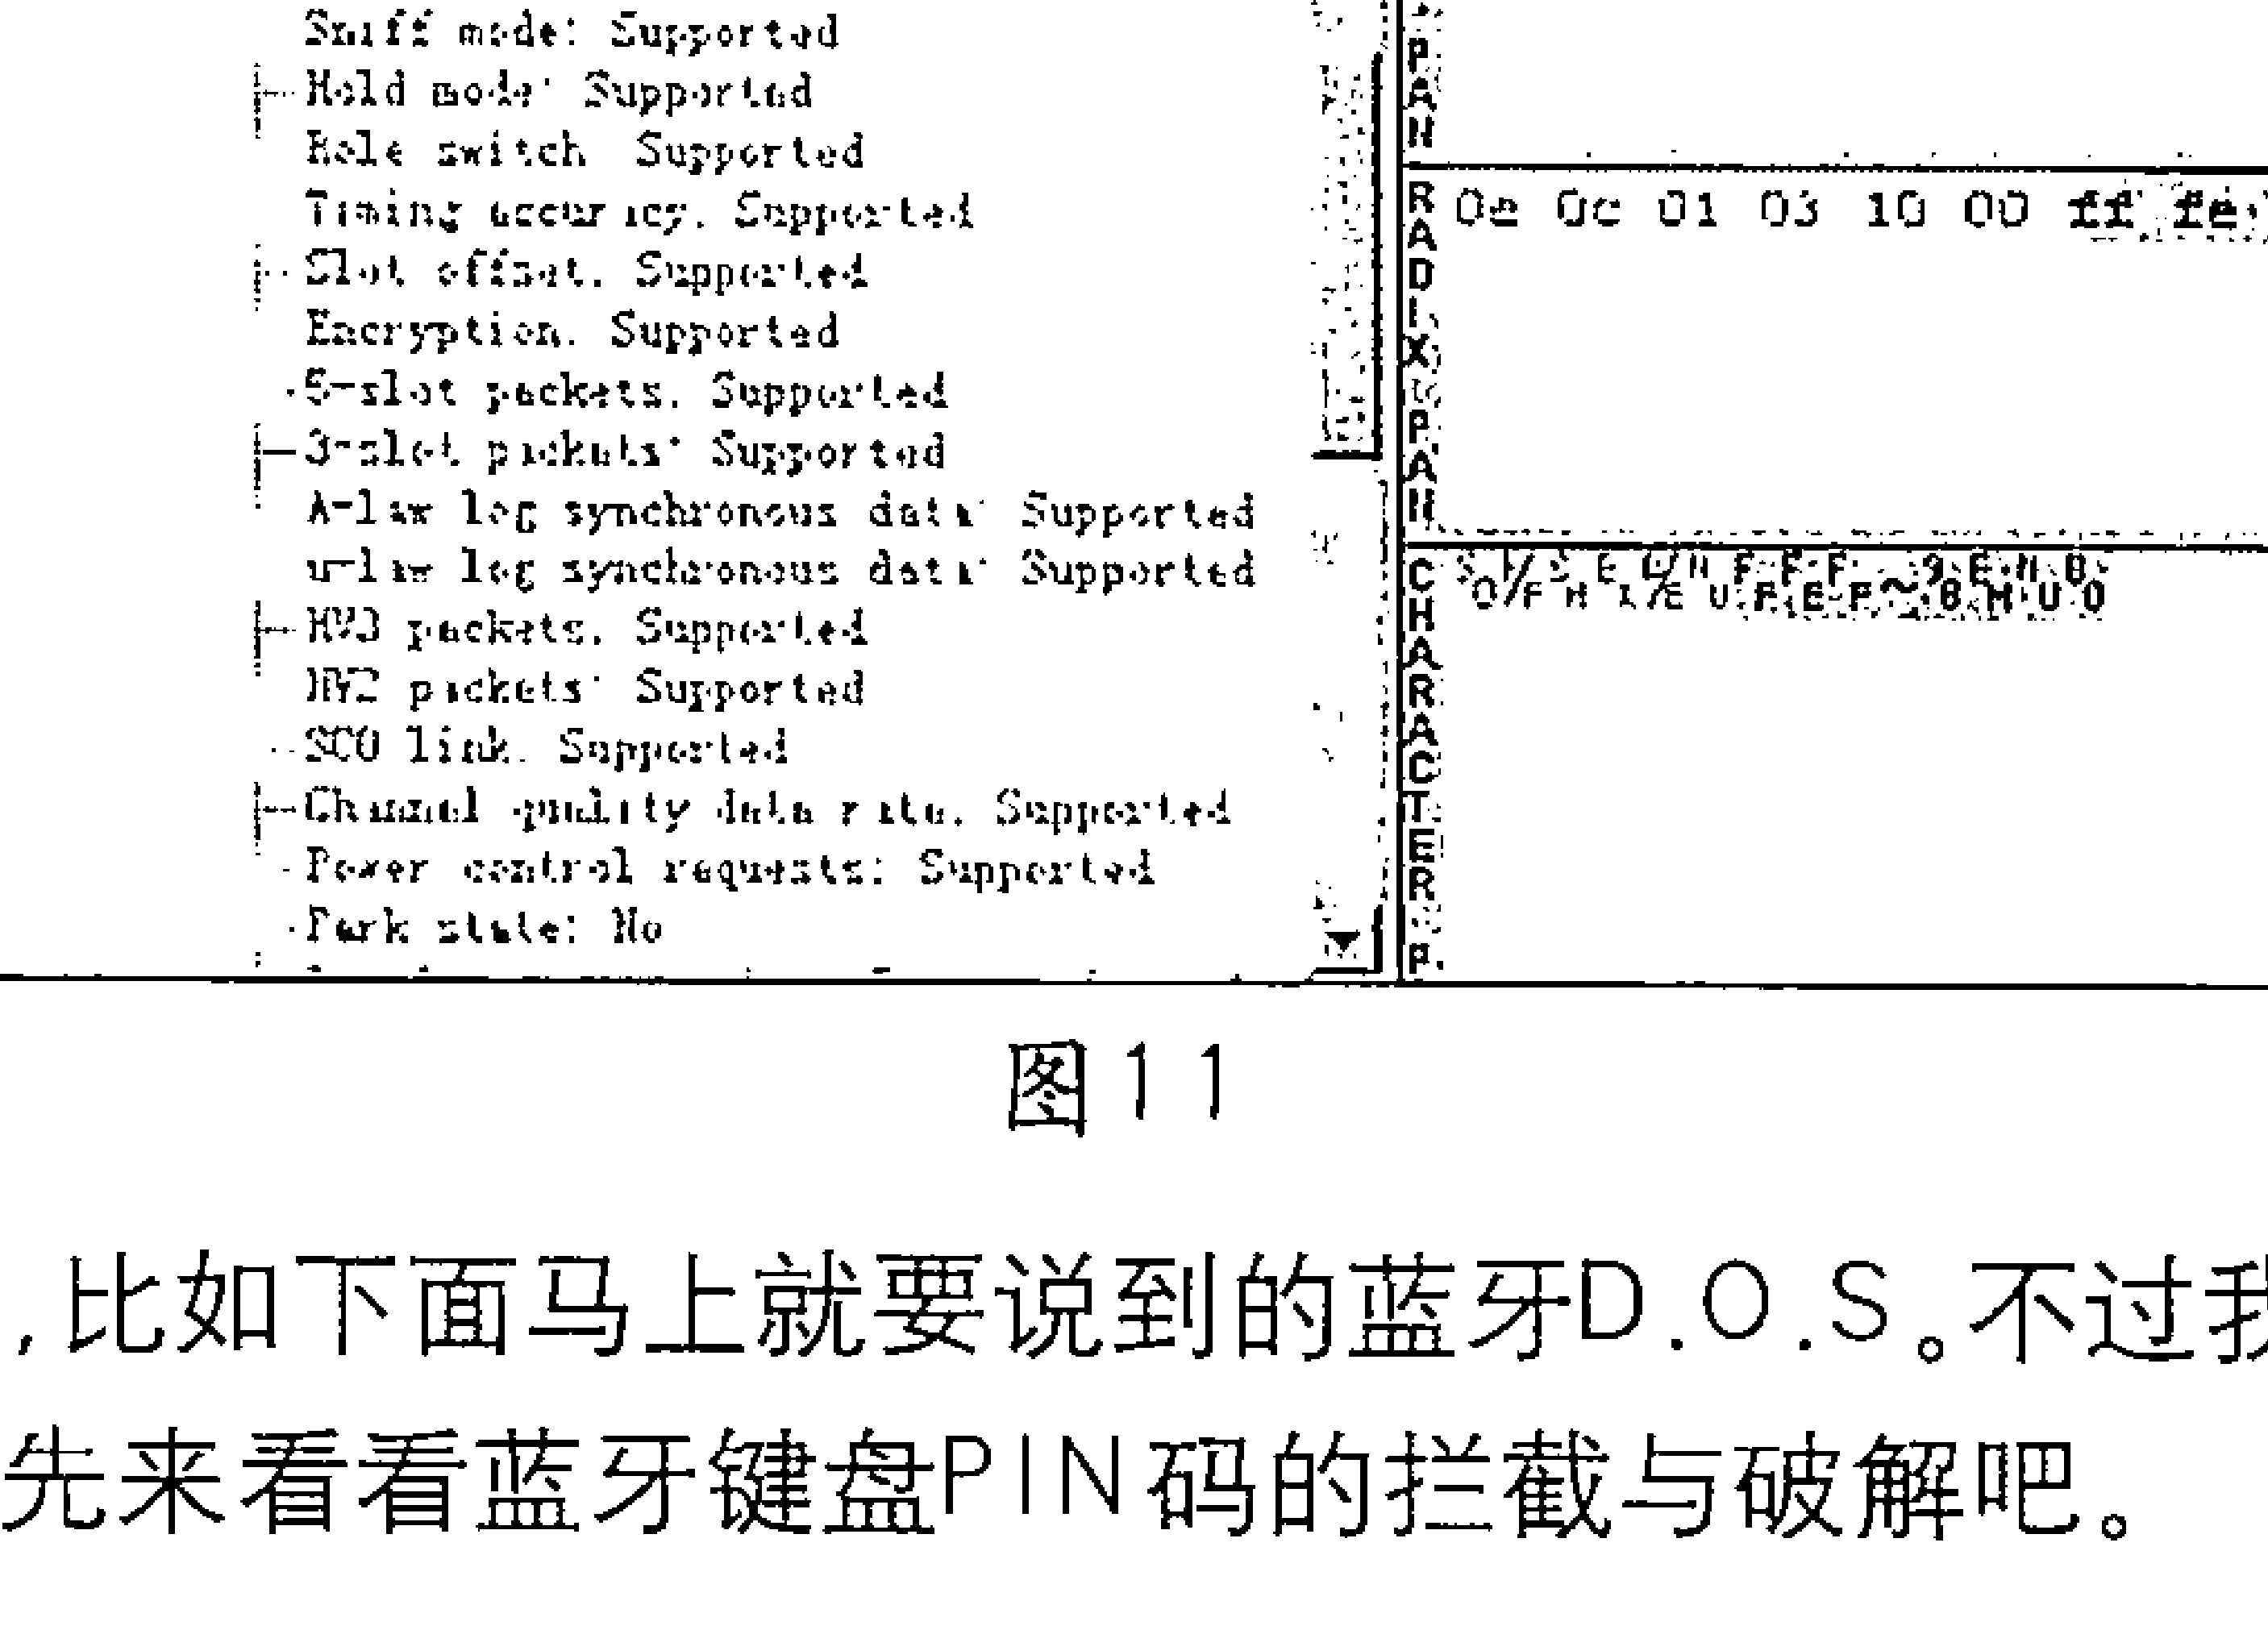 Sniff mode: Supported
Hold mode: Supported
Role switch: Supported
Timing accuracy: Supported
Slot offset: Supported
Encryption: Supported
5-slot packets: Supported
3-slot packets: Supported
A-law log synchronous data: Supported
u-law log synchronous data: Supported
HV3 packets: Supported
HV2 packets: Supported
SCO link: Supported
Channel quality data rate: Supported
Power control requests: Supported
Park state: No
PAN
RADIX PAN
0e 0c 01 03 10 00 ff fe
CHARACTER P
图11
,比如下面马上就要说到的蓝牙D.O.S。不过我
先来看看蓝牙键盘PIN码的拦截与破解吧。